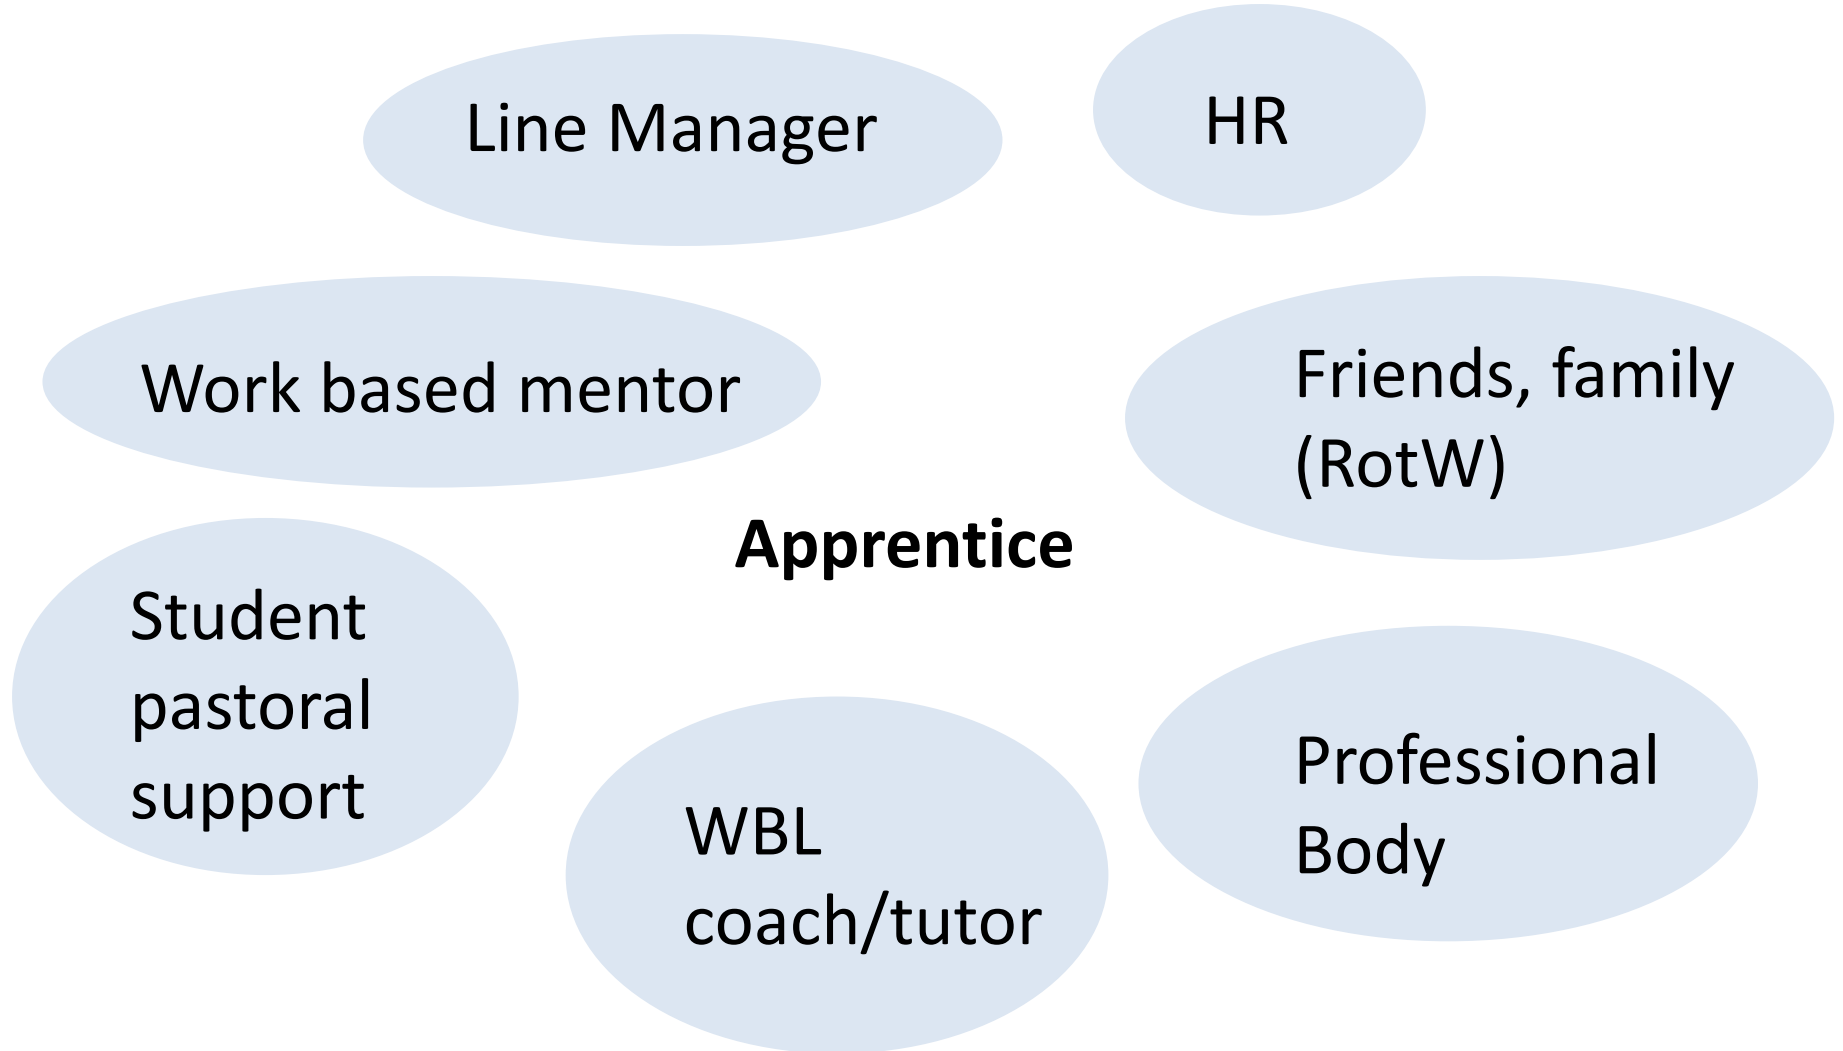 Line Manager
HR
Work based mentor
Friends, family
(RotW)
Apprentice
Student
pastoral
support
Professional
Body
WBL
coach/tutor